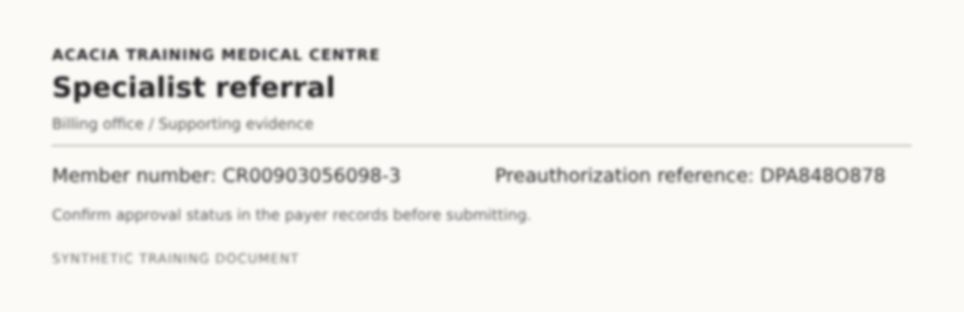 ACACIA TRAINING MEDICAL CENTRE
Specialist referral
Billing office / Supporting evidence
Member number: CR00903056098-3 Preauthorization reference: DPA848O878
Confirm approval status in the payer records before submitting.
SYNTHETIC TRAINING DOCUMENT